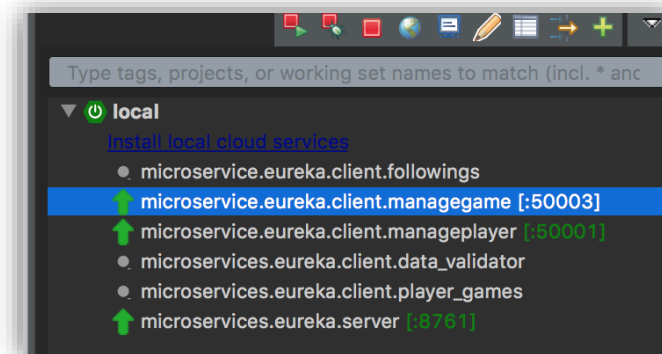 Type tags, projects, or working set names to match (incl. * and
local
Install local cloud services
microservice.eureka.client.followings
microservice.eureka.client.managegame [:50003]
microservice.eureka.client.manageplayer [:50001]
microservices.eureka.client.data_validator
microservices.eureka.client.player_games
microservices.eureka.server [:8761]